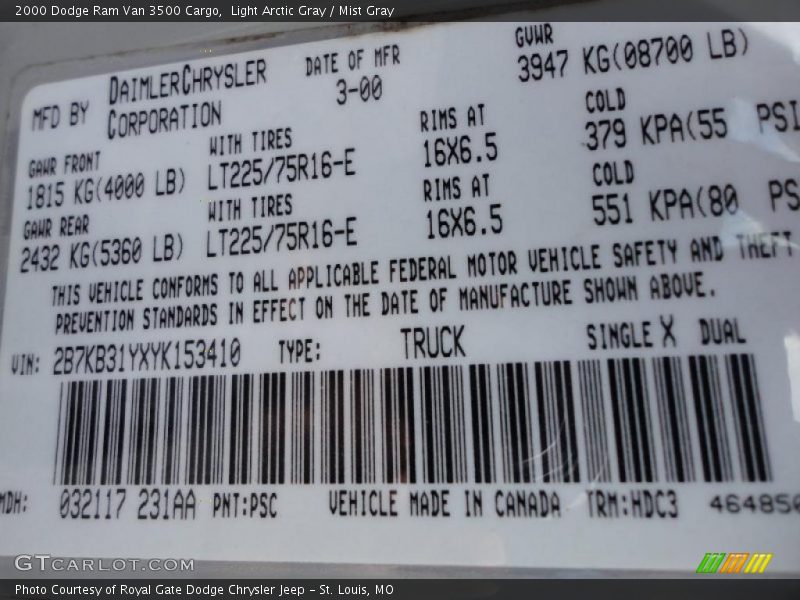 2000 Dodge Ram Van 3500 Cargo,  Light Arctic Gray / Mist Gray
MFD BY DAIMLERCHRYSLER CORPORATION DATE OF MFR 3-00 GVWR 3947 KG(08700 LB)
GAWR FRONT WITH TIRES RIMS AT COLD
1815 KG(4000 LB) LT225/75R16-E 16X6.5 379 KPA(55 PSI
GAWR REAR WITH TIRES RIMS AT COLD
2432 KG(5360 LB) LT225/75R16-E 16X6.5 551 KPA(80 PS
THIS VEHICLE CONFORMS TO ALL APPLICABLE FEDERAL MOTOR VEHICLE SAFETY AND THEFT
PREVENTION STANDARDS IN EFFECT ON THE DATE OF MANUFACTURE SHOWN ABOVE.
VIN: 2B7KB31YXYK153410 TYPE: TRUCK SINGLE X DUAL
MDH: 032117 231AA PNT:PSC VEHICLE MADE IN CANADA TRM:HDC3 464850
GTCARLOT.COM
Photo Courtesy of Royal Gate Dodge Chrysler Jeep – St. Louis, MO